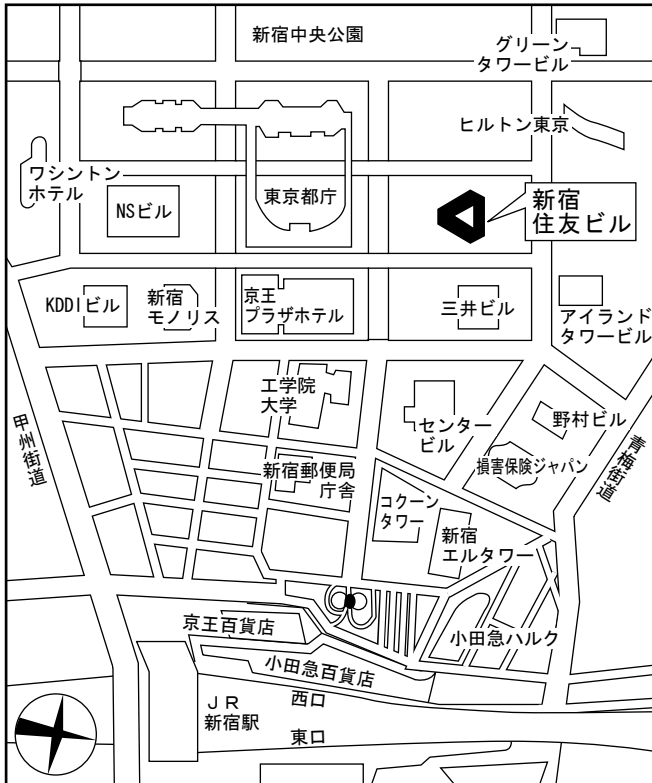 新宿中央公園
グリーン
タワービル
ヒルトン東京
ワシントン
ホテル
NSビル
東京都庁
新宿
住友ビル
KDDIビル
新宿
モノリス
京王
プラザホテル
三井ビル
アイランド
タワービル
工学院
大学
センター
ビル
野村ビル
甲州街道
新宿郵便局
庁舎
損害保険ジャパン
青梅街道
コクーン
タワー
新宿
エルタワー
京王百貨店
小田急ハルク
小田急百貨店
JR
新宿駅
西口
東口